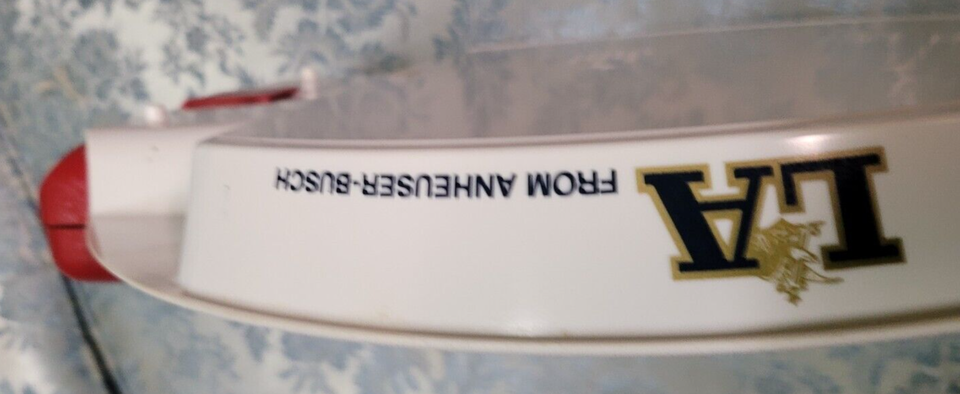 LA
FROM ANHEUSER-BUSCH